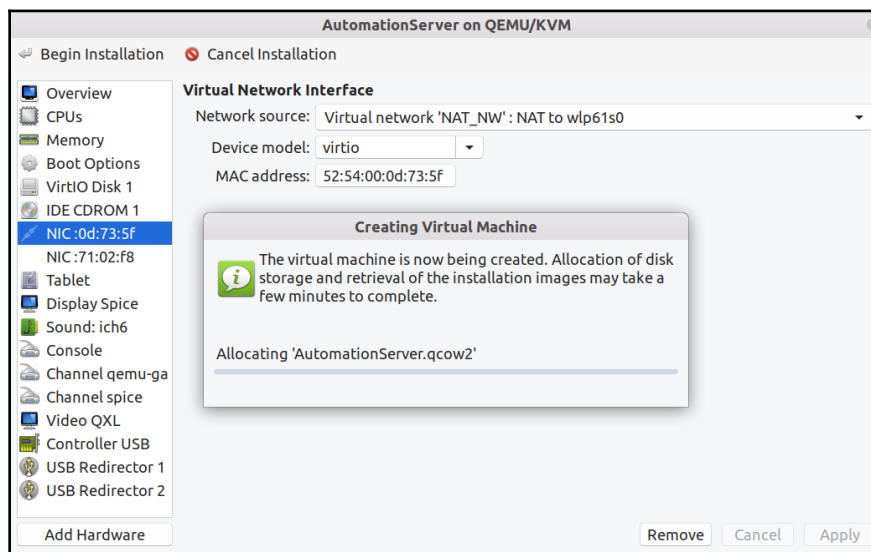 AutomationServer on QEMU/KVM
Begin Installation
Cancel Installation
Overview
CPUs
Memory
Boot Options
VirtIO Disk 1
IDE CDROM 1
NIC :0d:73:5f
NIC :71:02:f8
Tablet
Display Spice
Sound: ich6
Console
Channel qemu-ga
Channel spice
Video QXL
Controller USB
USB Redirector 1
USB Redirector 2
Add Hardware
Virtual Network Interface
Network source: Virtual network 'NAT_NW' : NAT to wlp61s0
Device model: virtio
MAC address: 52:54:00:0d:73:5f
Creating Virtual Machine
The virtual machine is now being created. Allocation of disk
storage and retrieval of the installation images may take a
few minutes to complete.
Allocating 'AutomationServer.qcow2'
Remove
Cancel
Apply